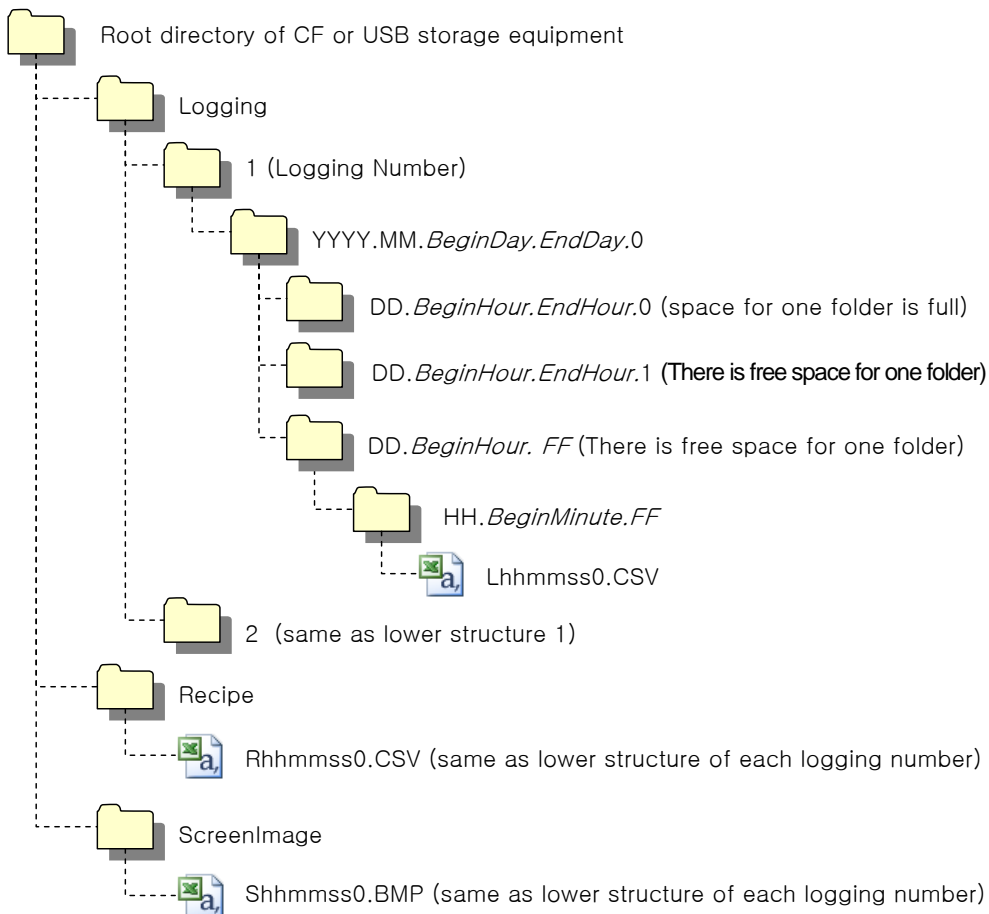 Root directory of CF or USB storage equipment
Logging
1 (Logging Number)
YYYY.MM.BeginDay.EndDay.0
DD.BeginHour.EndHour.0 (space for one folder is full)
DD.BeginHour.EndHour.1 (There is free space for one folder)
DD.BeginHour. FF (There is free space for one folder)
HH.BeginMinute.FF
a,
Lhhmmss0.CSV
2 (same as lower structure 1)
Recipe
a,
Rhhmmss0.CSV (same as lower structure of each logging number)
ScreenImage
a,
Shhmmss0.BMP (same as lower structure of each logging number)